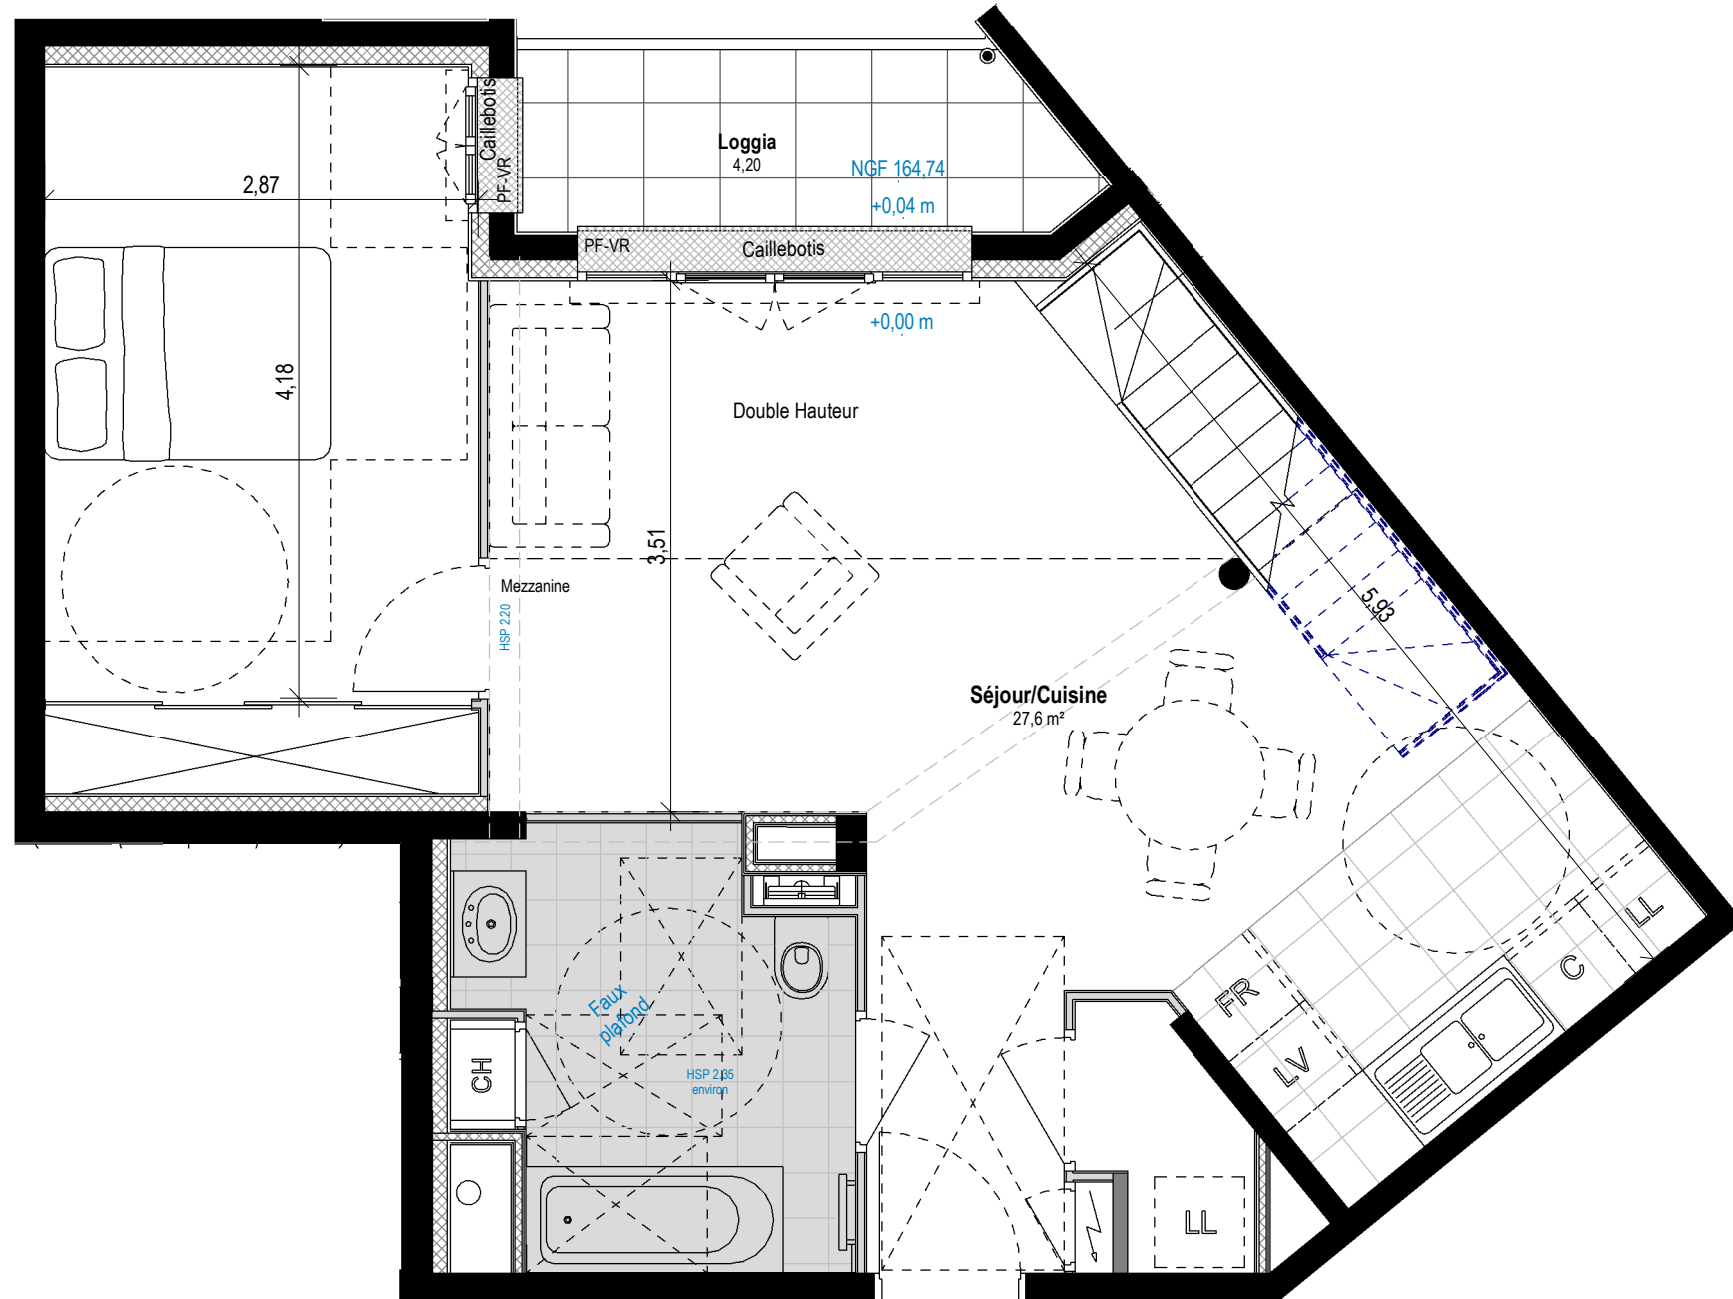 Caillebotis
PF-VR
Loggia
4,20
NGF 164,74
+0,04 m
2,87
PF-VR
Caillebotis
+0,00 m
4,18
Double Hauteur
3,51
Mezzanine
HSP 2.20
5,93
Séjour/Cuisine
27,6 m²
LL
C
FR
LV
Faux
plafond
HSP 2.35
environ
CH
LL